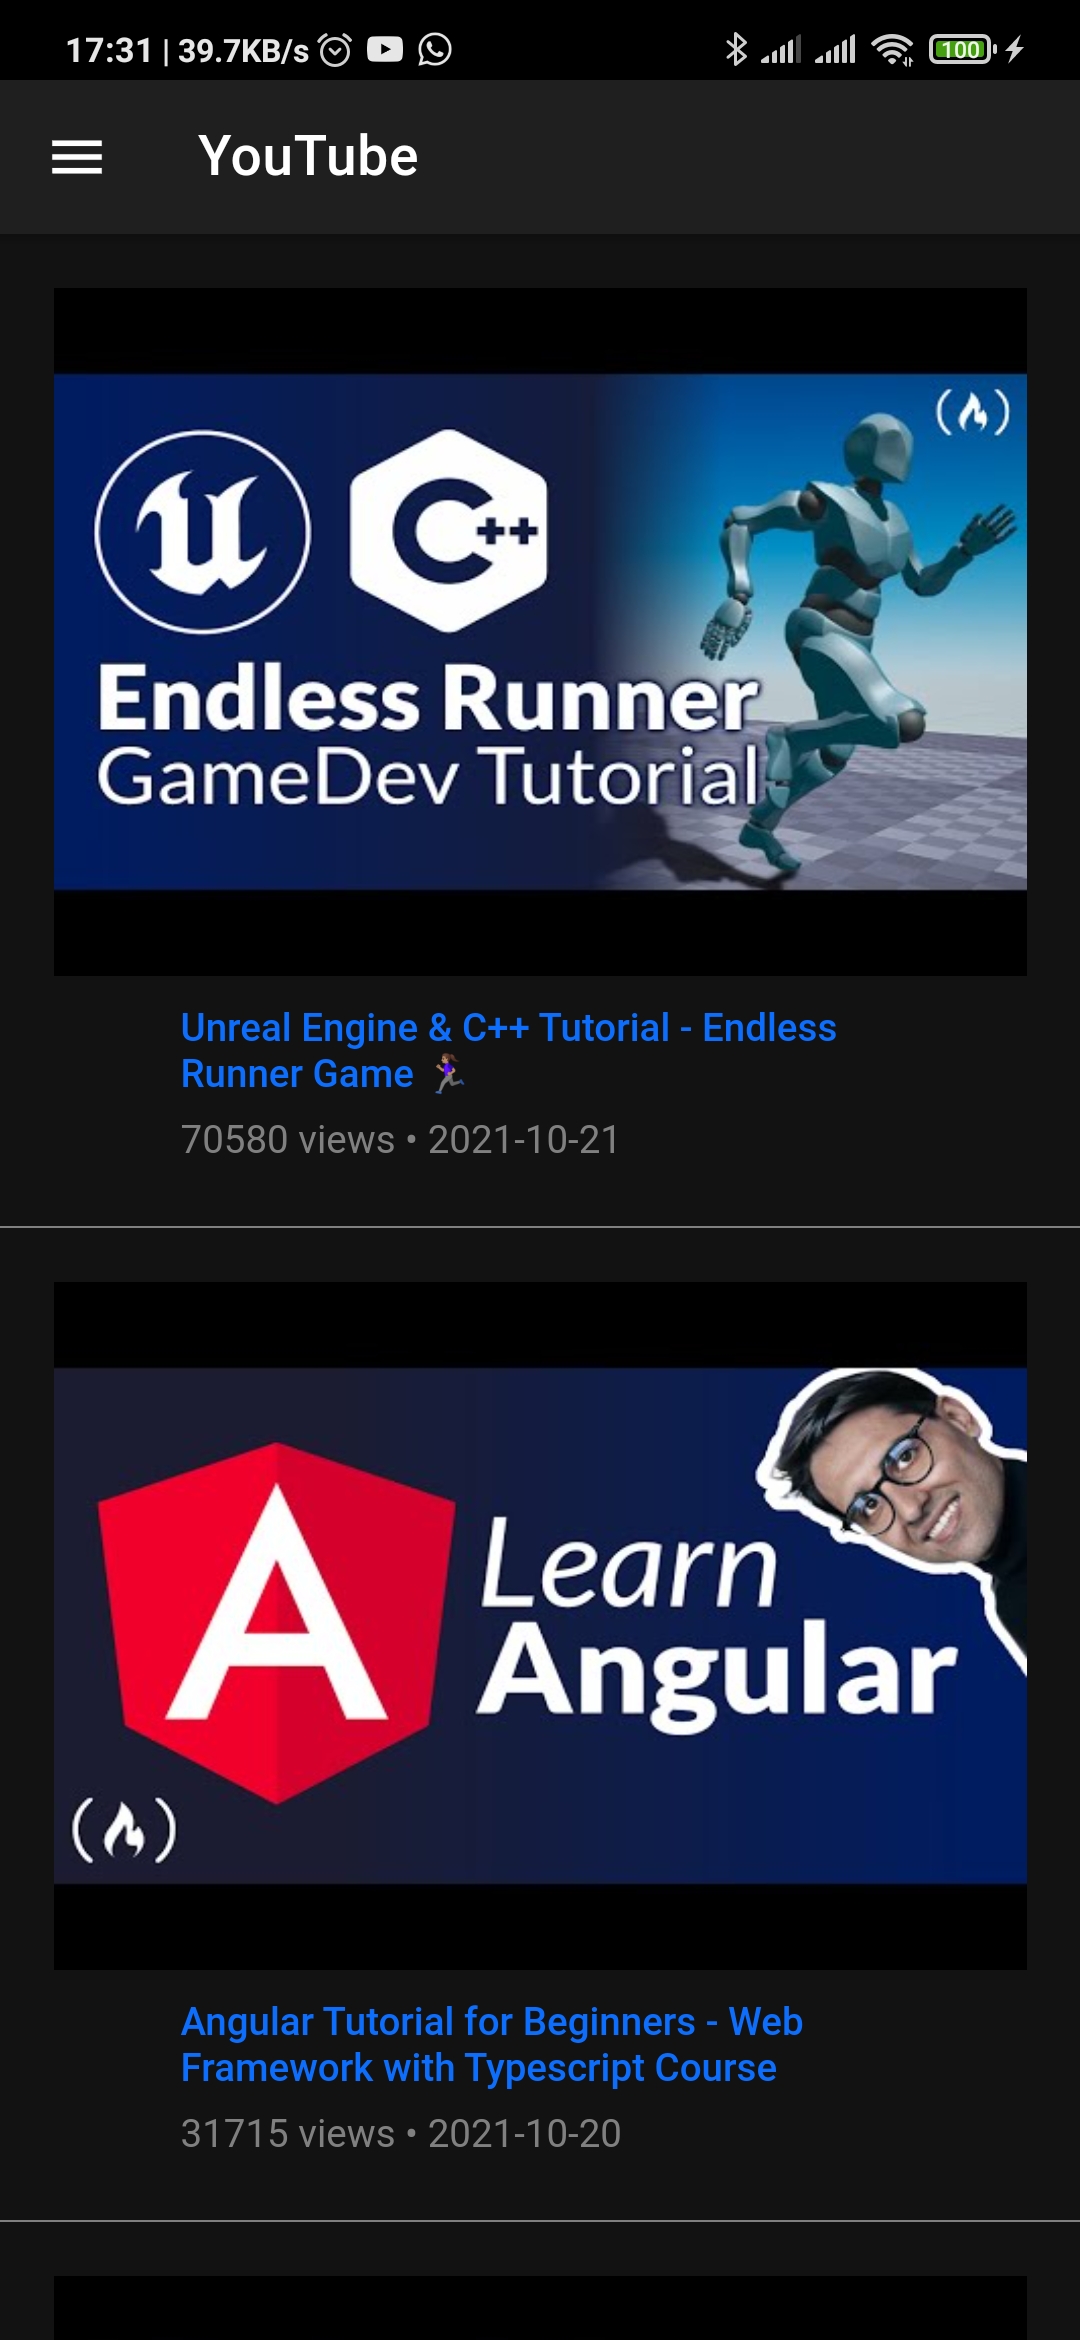 17:31 | 39.7KB/s
100
YouTube
C++
Endless Runner
GameDev Tutorial
Unreal Engine & C++ Tutorial - Endless
Runner Game 🏃🏽‍♀️
70580 views • 2021-10-21
Learn
Angular
A
Angular Tutorial for Beginners - Web
Framework with Typescript Course
31715 views • 2021-10-20